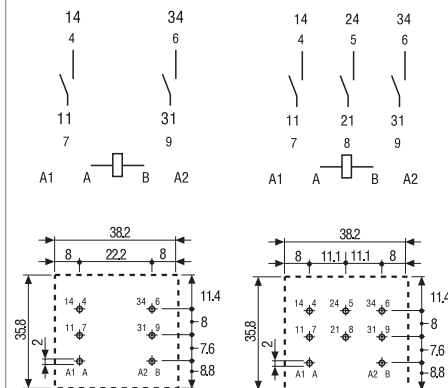 14 34 14 24 34
4 6 4 5 6
11 31 11 21 31
7 9 7 8 9
A1 A B A2 A1 A B A2
38.2 38.2
8 22.2 8 8 11.1 11.1 8
11.4 11.4
14 4 34 6 14 4 24 5 34 6
35.8 8 35.8 8
11 7 31 9 11 7 21 8 31 9
2 7.6 2 7.6
A1 A A2 B A1 A A2 B
8.8 8.8